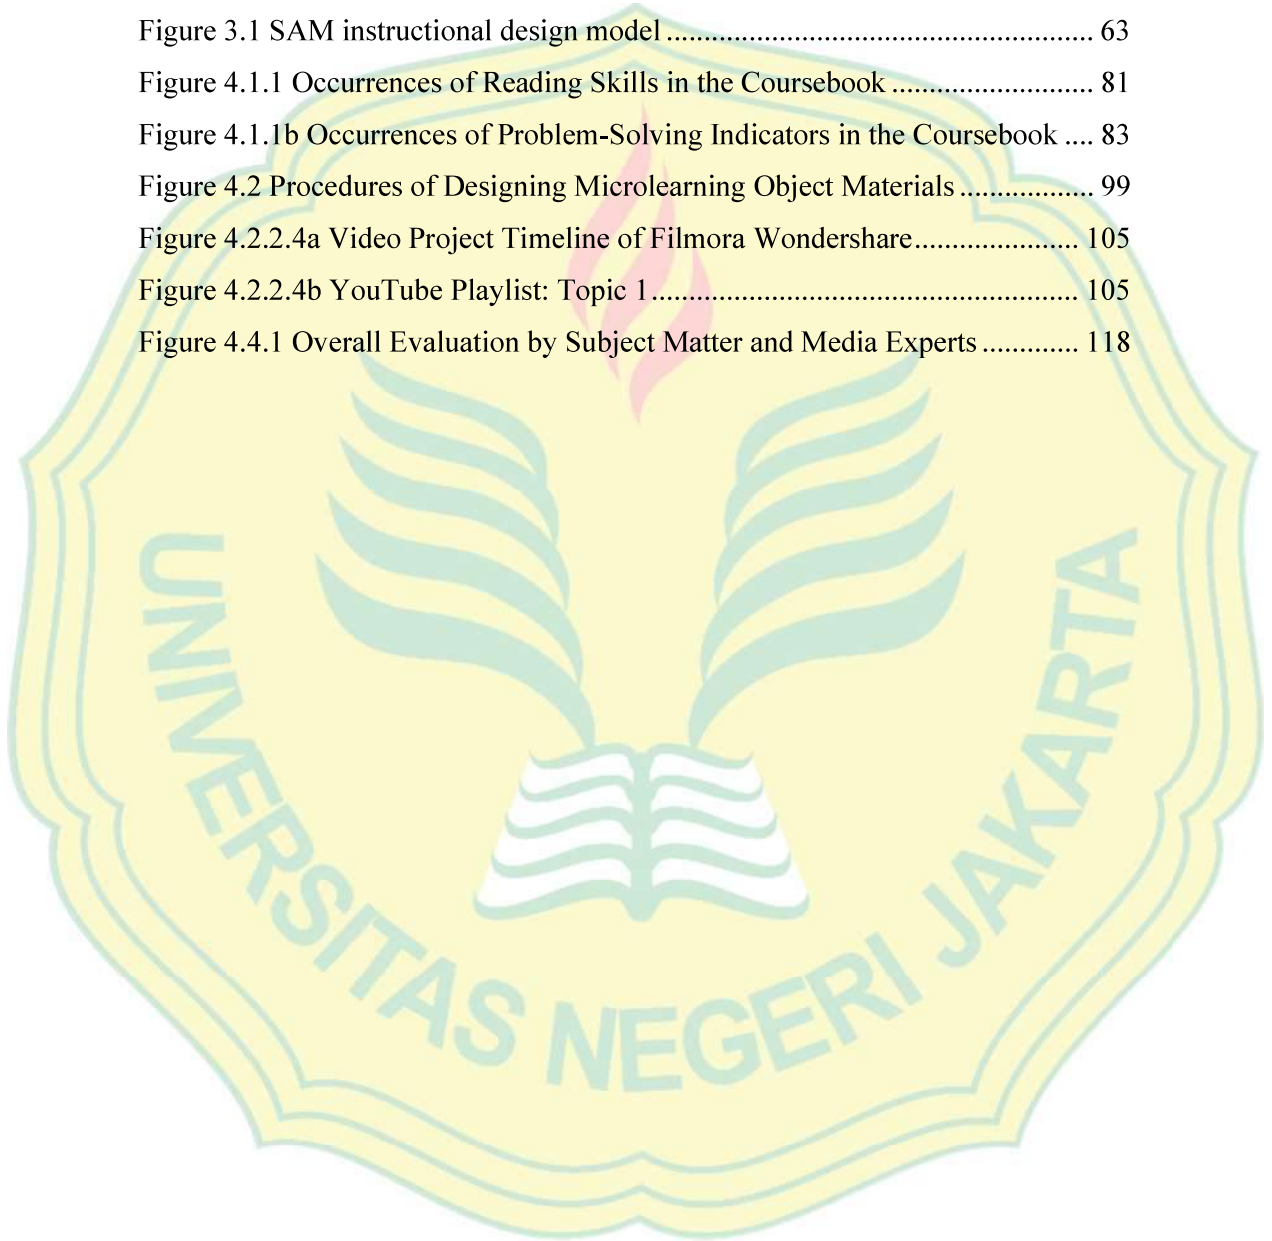 Figure 3.1 SAM instructional design model .......................................................... 63
Figure 4.1.1 Occurrences of Reading Skills in the Coursebook ........................... 81
Figure 4.1.1b Occurrences of Problem-Solving Indicators in the Coursebook .... 83
Figure 4.2 Procedures of Designing Microlearning Object Materials .................. 99
Figure 4.2.2.4a Video Project Timeline of Filmora Wondershare...................... 105
Figure 4.2.2.4b YouTube Playlist: Topic 1.......................................................... 105
Figure 4.4.1 Overall Evaluation by Subject Matter and Media Experts ............. 118
UNIVERSITAS NEGERI JAKARTA